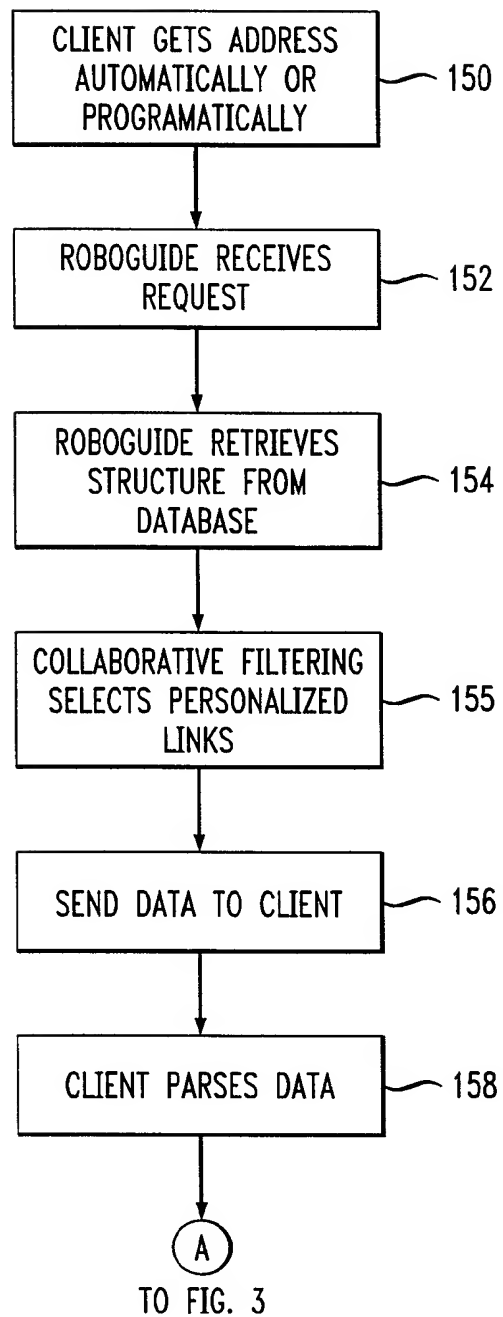 CLIENT GETS ADDRESS
AUTOMATICALLY OR
PROGRAMATICALLY
150
ROBOGUIDE RECEIVES
REQUEST
152
ROBOGUIDE RETRIEVES
STRUCTURE FROM
DATABASE
154
COLLABORATIVE FILTERING
SELECTS PERSONALIZED
LINKS
155
SEND DATA TO CLIENT
156
CLIENT PARSES DATA
158
A
TO FIG. 3